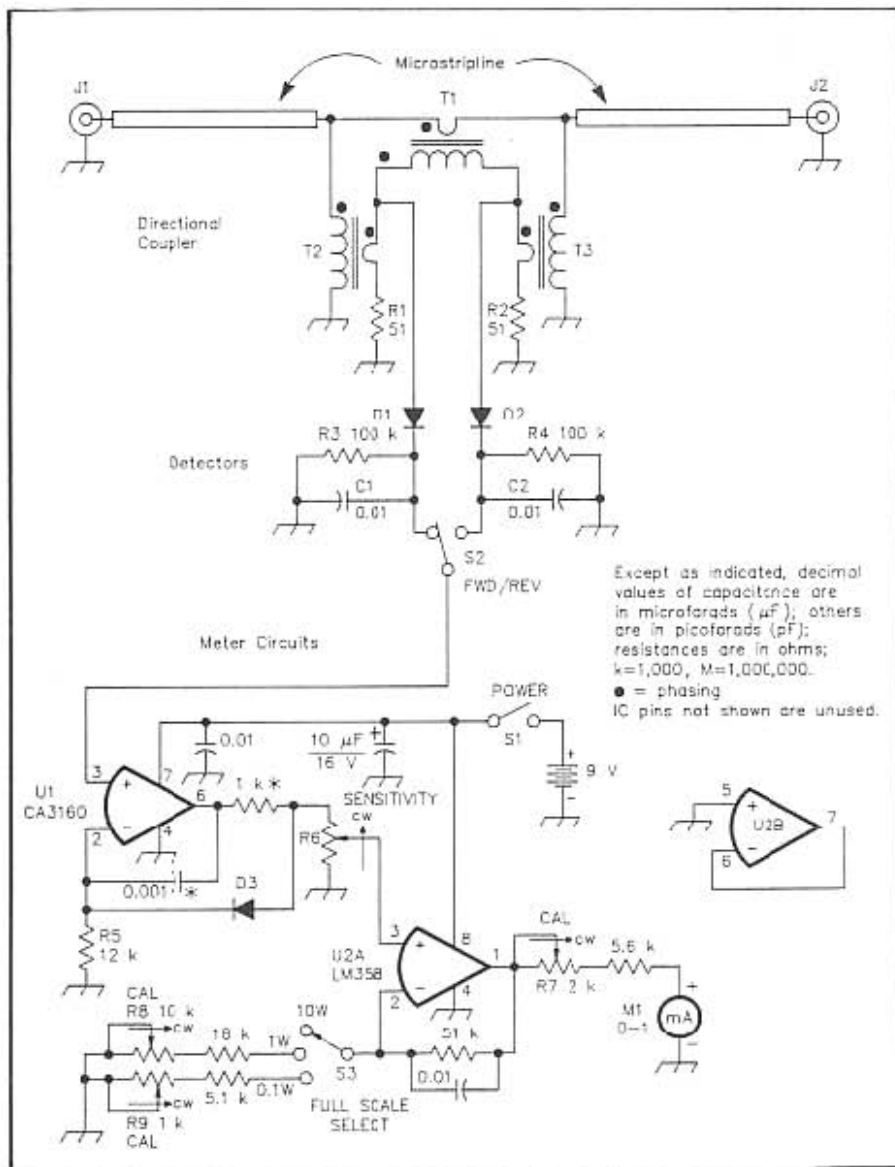 Microstripline
J1
T1
J2
Directional
Coupler
T2
T3
R1
51
R2
51
D1
D2
R3 100 k
R4 100 k
Detectors
C1
0.01
C2
0.01
S2
FWD/REV
Except as indicated, decimal
values of capacitance are
in microfarads (µF); others
are in picofarads (pF);
resistances are in ohms;
k=1,000, M=1,000,000.
● = phasing
IC pins not shown are unused.
Meter Circuits
POWER
S1
+
9 V
-
0.01
10 µF
16 V
+
U1
CA3160
3
+
7
6
2
-
4
1 k *
SENSITIVITY
R6
cw
0.001 *
D3
R5
12 k
5
+
U2B
7
6
-
U2A
LM358
3
+
8
1
2
-
4
CAL
cw
R7 2 k
5.6 k
+
M1
0-1
mA
-
CAL
R8 10 k
cw
18 k
1W
10W
S3
51 k
0.01
5.1 k
0.1W
cw
R9 1 k
CAL
FULL SCALE
SELECT